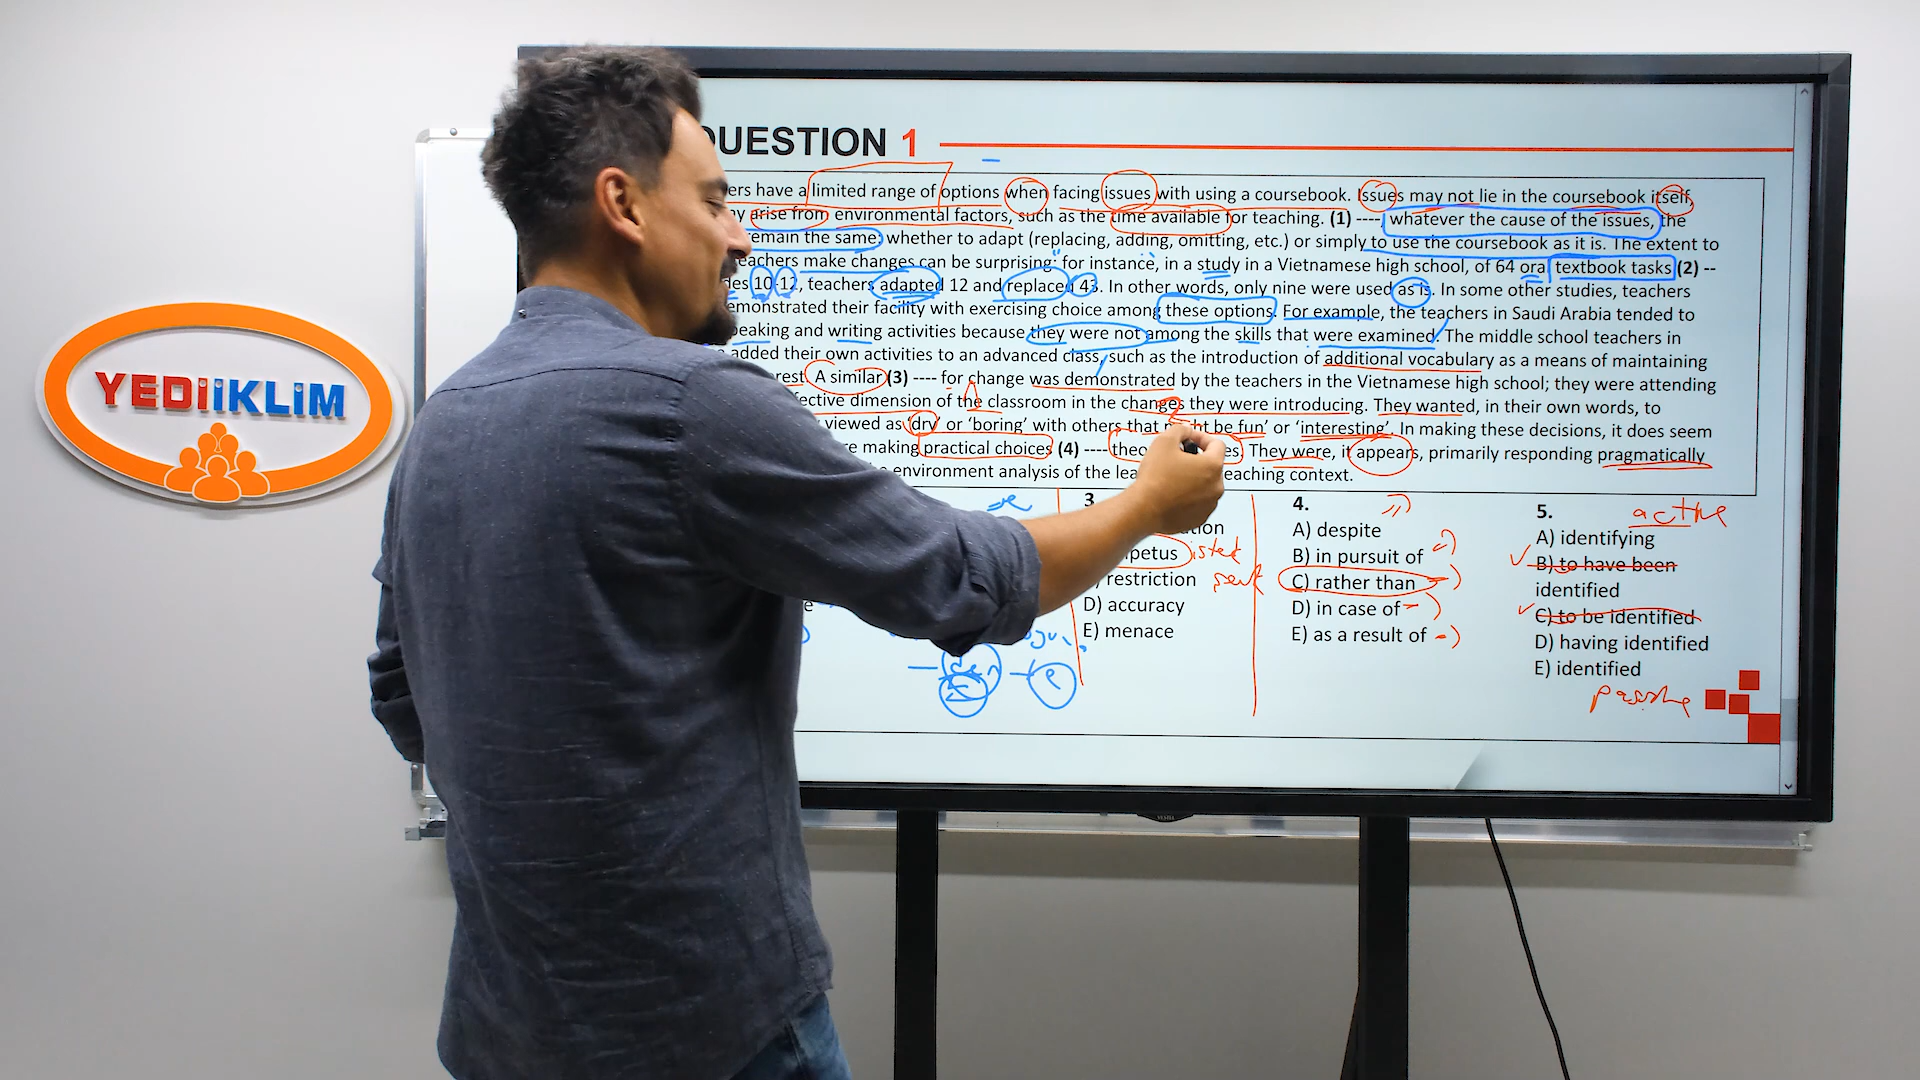 YEDiiKLiM
QUESTION 1
ers have a limited range of options when facing issues with using a coursebook. Issues may not lie in the coursebook itself,
ay arise from environmental factors, such as the time available for teaching. (1) ----, whatever the cause of the issues, the
remain the same: whether to adapt (replacing, adding, omitting, etc.) or simply to use the coursebook as it is. The extent to
teachers make changes can be surprising: for instance, in a study in a Vietnamese high school, of 64 oral textbook tasks (2) --
des 10-12, teachers adapted 12 and replaced 43. In other words, only nine were used as is. In some other studies, teachers
emonstrated their facility with exercising choice among these options. For example, the teachers in Saudi Arabia tended to
peaking and writing activities because they were not among the skills that were examined. The middle school teachers in
added their own activities to an advanced class, such as the introduction of additional vocabulary as a means of maintaining
rest. A similar (3) ---- for change was demonstrated by the teachers in the Vietnamese high school; they were attending
fective dimension of the classroom in the changes they were introducing. They wanted, in their own words, to
viewed as 'dry' or 'boring' with others that might be fun' or 'interesting'. In making these decisions, it does seem
e making practical choices (4) ---- theo es. They were, it appears, primarily responding pragmatically
e environment analysis of the lea eaching context.
3
tion
petus isted
restriction
D) accuracy
E) menace
4.
A) despite
B) in pursuit of
C) rather than
D) in case of
E) as a result of
5. active
A) identifying
B) to have been
identified
C) to be identified
D) having identified
E) identified
passive